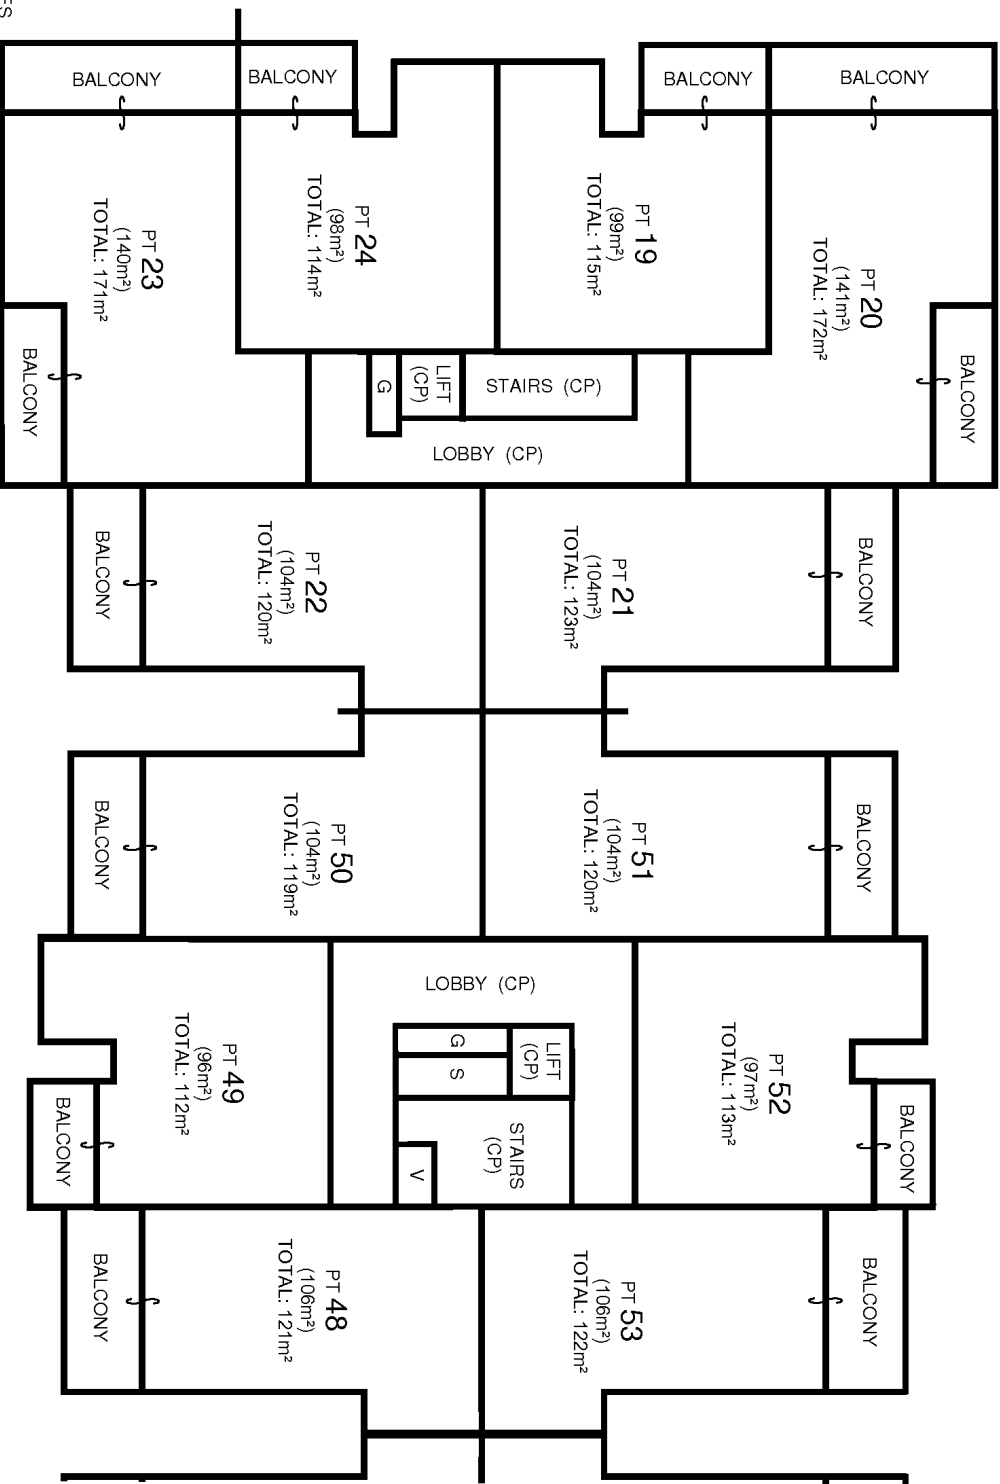 ES
BALCONY
BALCONY
BALCONY
BALCONY
PT 23
(140m²)
TOTAL: 171m²
PT 24
(98m²)
TOTAL: 114m²
PT 19
(99m²)
TOTAL: 115m²
PT 20
(141m²)
TOTAL: 172m²
BALCONY
G
LIFT
(CP)
STAIRS (CP)
BALCONY
LOBBY (CP)
BALCONY
PT 22
(104m²)
TOTAL: 120m²
PT 21
(104m²)
TOTAL: 123m²
BALCONY
BALCONY
PT 50
(104m²)
TOTAL: 119m²
PT 51
(104m²)
TOTAL: 120m²
BALCONY
LOBBY (CP)
PT 49
(96m²)
TOTAL: 112m²
G
S
LIFT
(CP)
PT 52
(97m²)
TOTAL: 113m²
BALCONY
STAIRS
(CP)
V
BALCONY
BALCONY
PT 48
(106m²)
TOTAL: 121m²
PT 53
(106m²)
TOTAL: 122m²
BALCONY